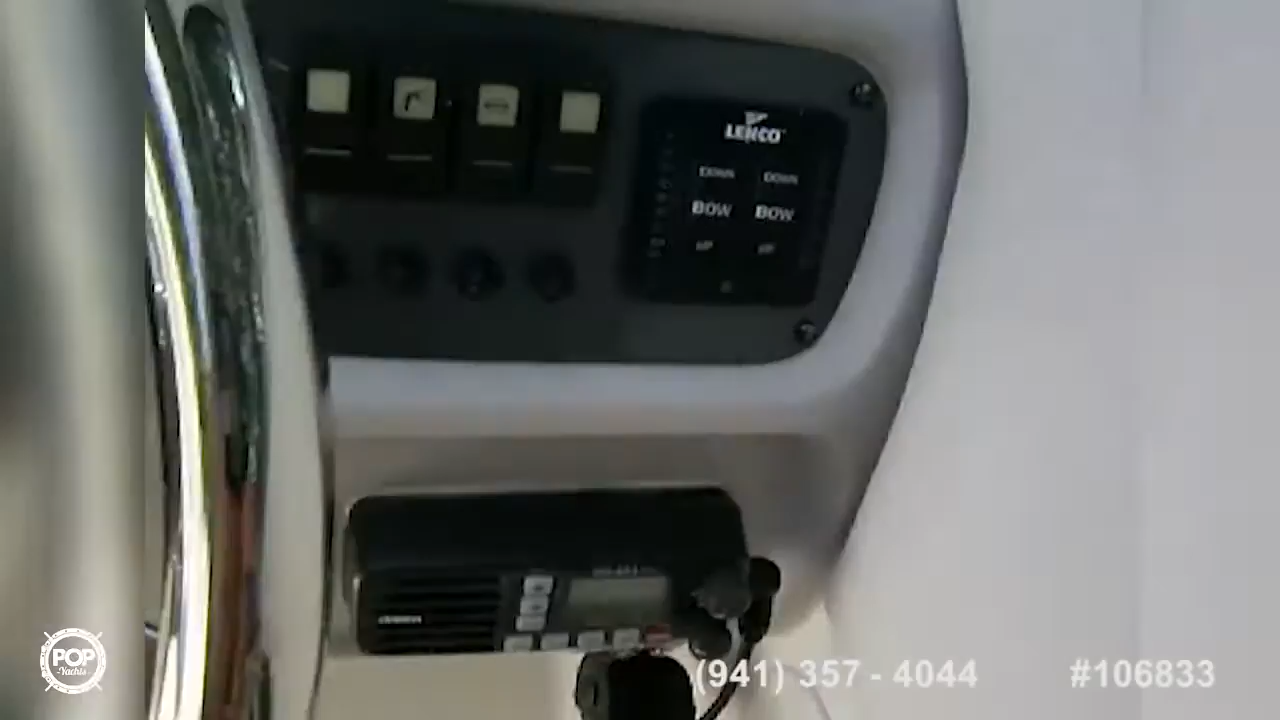 LENCO
DOWN DOWN
BOW BOW
UP UP
POP
Yachts
(941) 357 - 4044 #106833